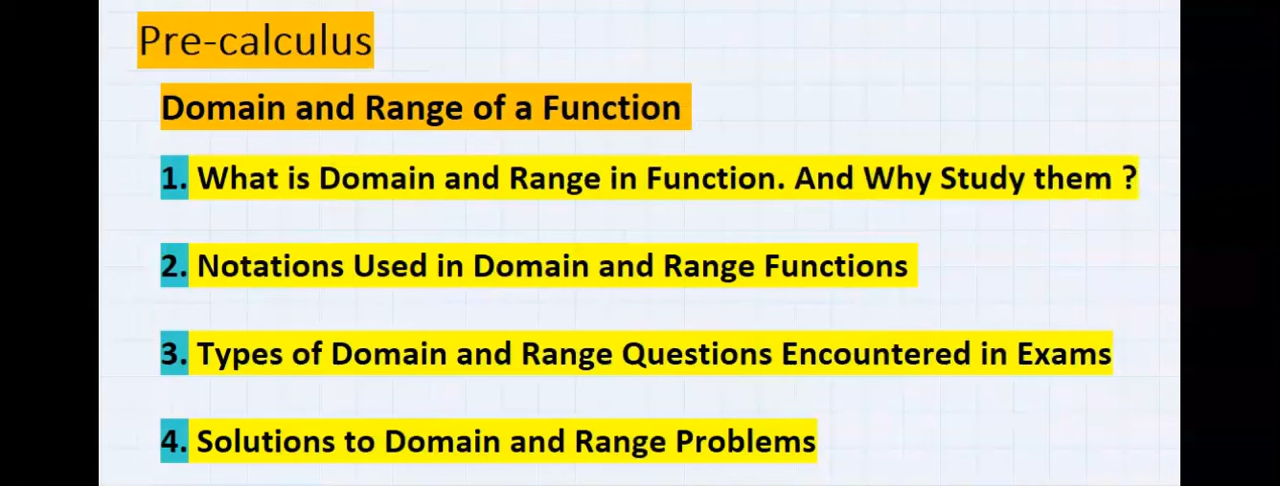 Pre-calculus
Domain and Range of a Function
1. What is Domain and Range in Function. And Why Study them ?
2. Notations Used in Domain and Range Functions
3. Types of Domain and Range Questions Encountered in Exams
4. Solutions to Domain and Range Problems